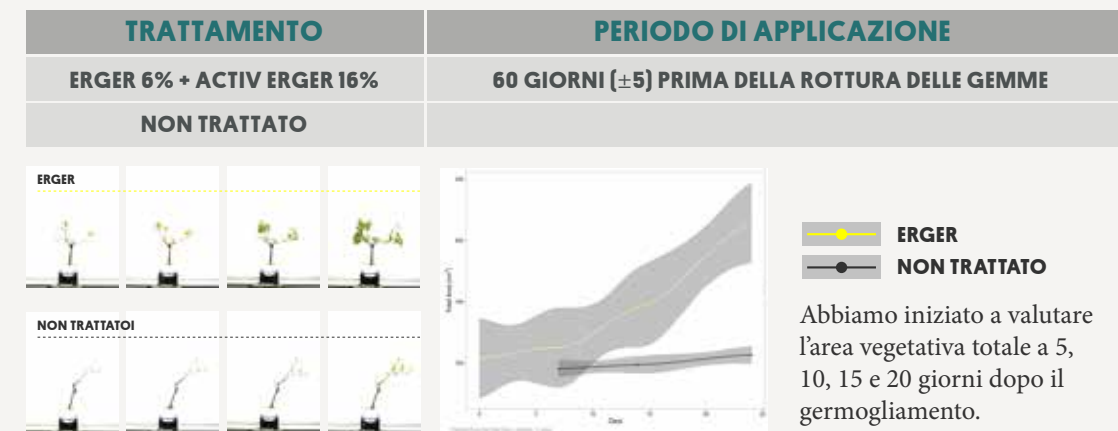 TRATTAMENTO
PERIODO DI APPLICAZIONE
ERGER 6% + ACTIV ERGER 16%
60 GIORNI (±5) PRIMA DELLA ROTTURA DELLE GEMME
NON TRATTATO
ERGER
NON TRATTATOI
Days
ERGER
NON TRATTATO
Abbiamo iniziato a valutare
l'area vegetativa totale a 5,
10, 15 e 20 giorni dopo il
germogliamento.